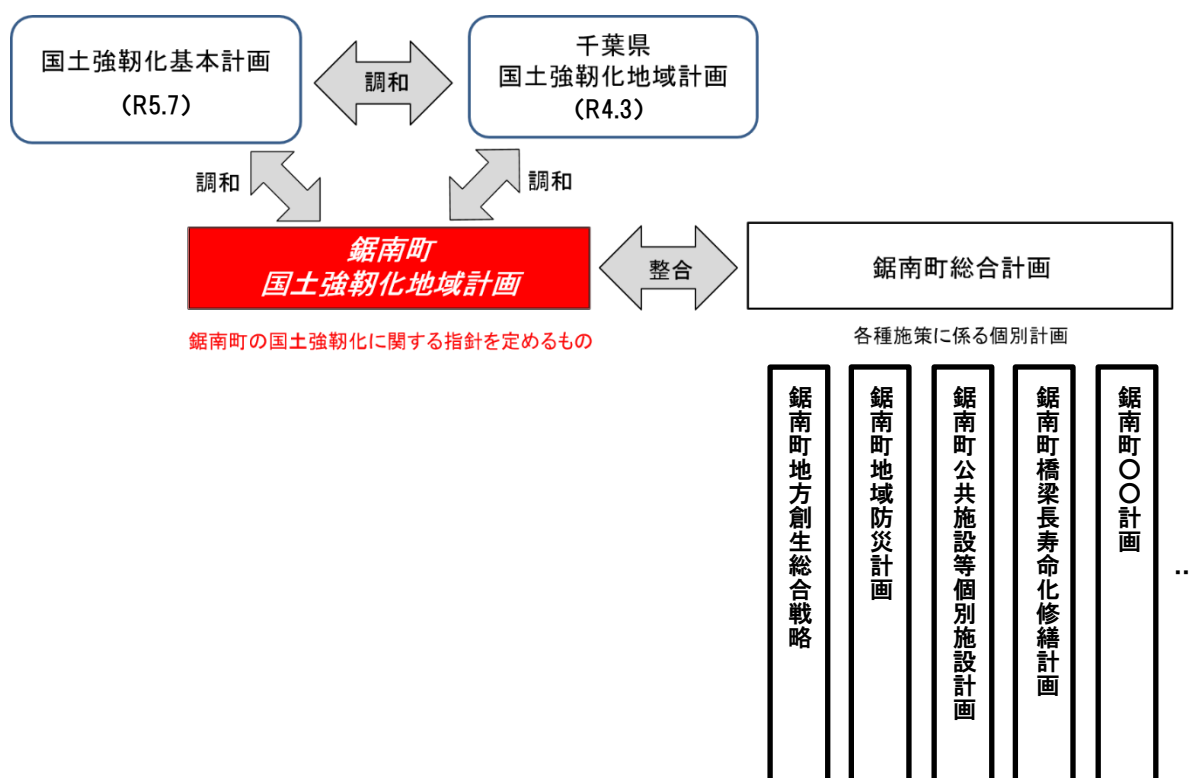 国土強靱化基本計画
（R5.7）
調和
千葉県
国土強靱化地域計画
（R4.3）
調和
調和
鋸南町
国土強靱化地域計画
整合
鋸南町総合計画
鋸南町の国土強靱化に関する指針を定めるもの
各種施策に係る個別計画
鋸南町地方創生総合戦略
鋸南町地域防災計画
鋸南町公共施設等個別施設計画
鋸南町橋梁長寿命化修繕計画
鋸南町〇〇計画
..